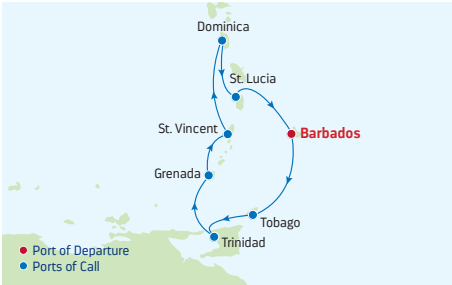 Dominica
St. Lucia
St. Vincent
Barbados
Grenada
Tobago
Trinidad
Port of Departure
Ports of Call